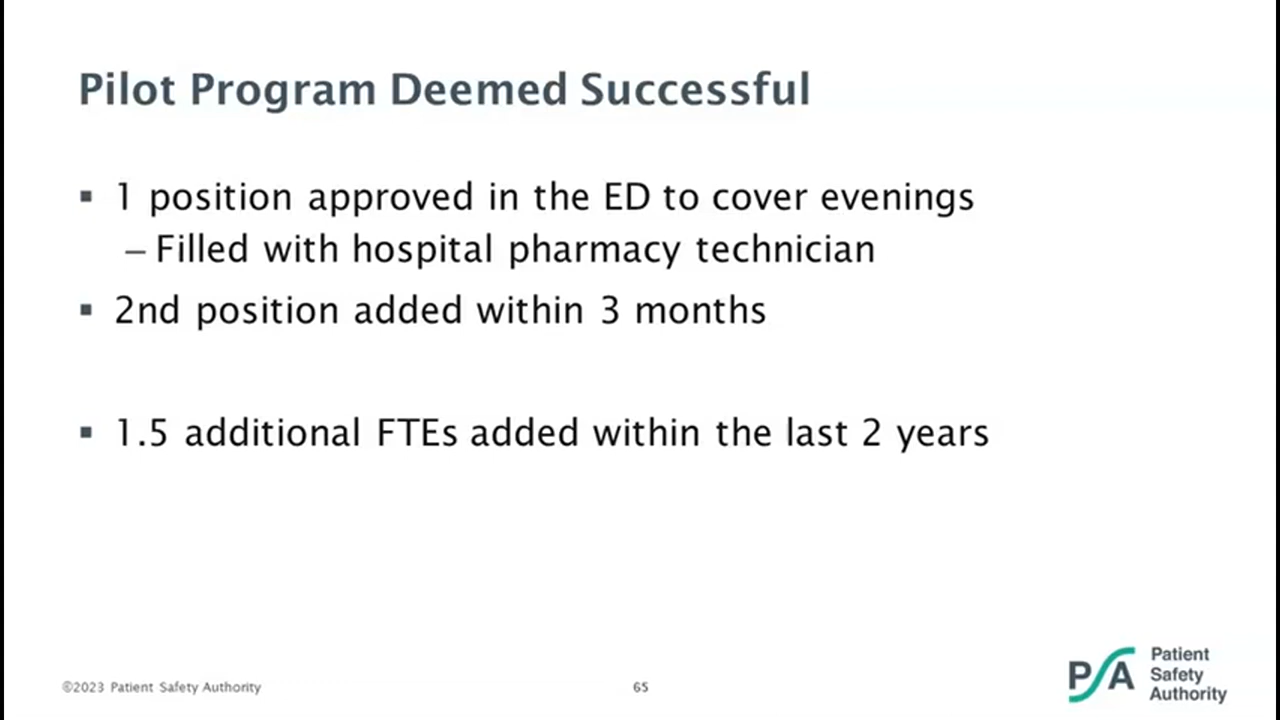 Pilot Program Deemed Successful
▪ 1 position approved in the ED to cover evenings
– Filled with hospital pharmacy technician
▪ 2nd position added within 3 months
▪ 1.5 additional FTEs added within the last 2 years
©2023 Patient Safety Authority
65
PSA
Patient
Safety
Authority